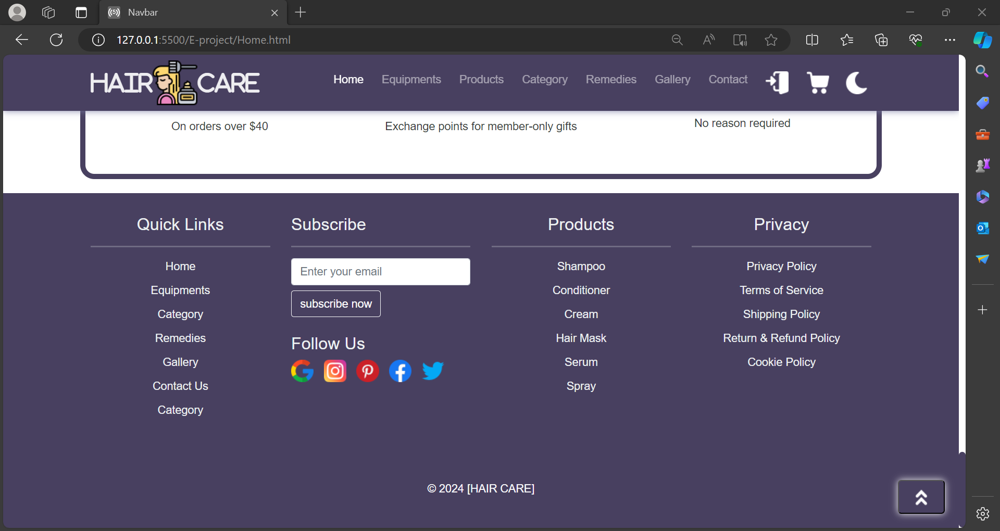 Navbar
127.0.0.1:5500/E-project/Home.html
HAIR CARE
Home Equipments Products Category Remedies Gallery Contact
On orders over $40
Exchange points for member-only gifts
No reason required
Quick Links
Home
Equipments
Category
Remedies
Gallery
Contact Us
Category
Subscribe
Enter your email
subscribe now
Follow Us
Products
Shampoo
Conditioner
Cream
Hair Mask
Serum
Spray
Privacy
Privacy Policy
Terms of Service
Shipping Policy
Return & Refund Policy
Cookie Policy
© 2024 [HAIR CARE]